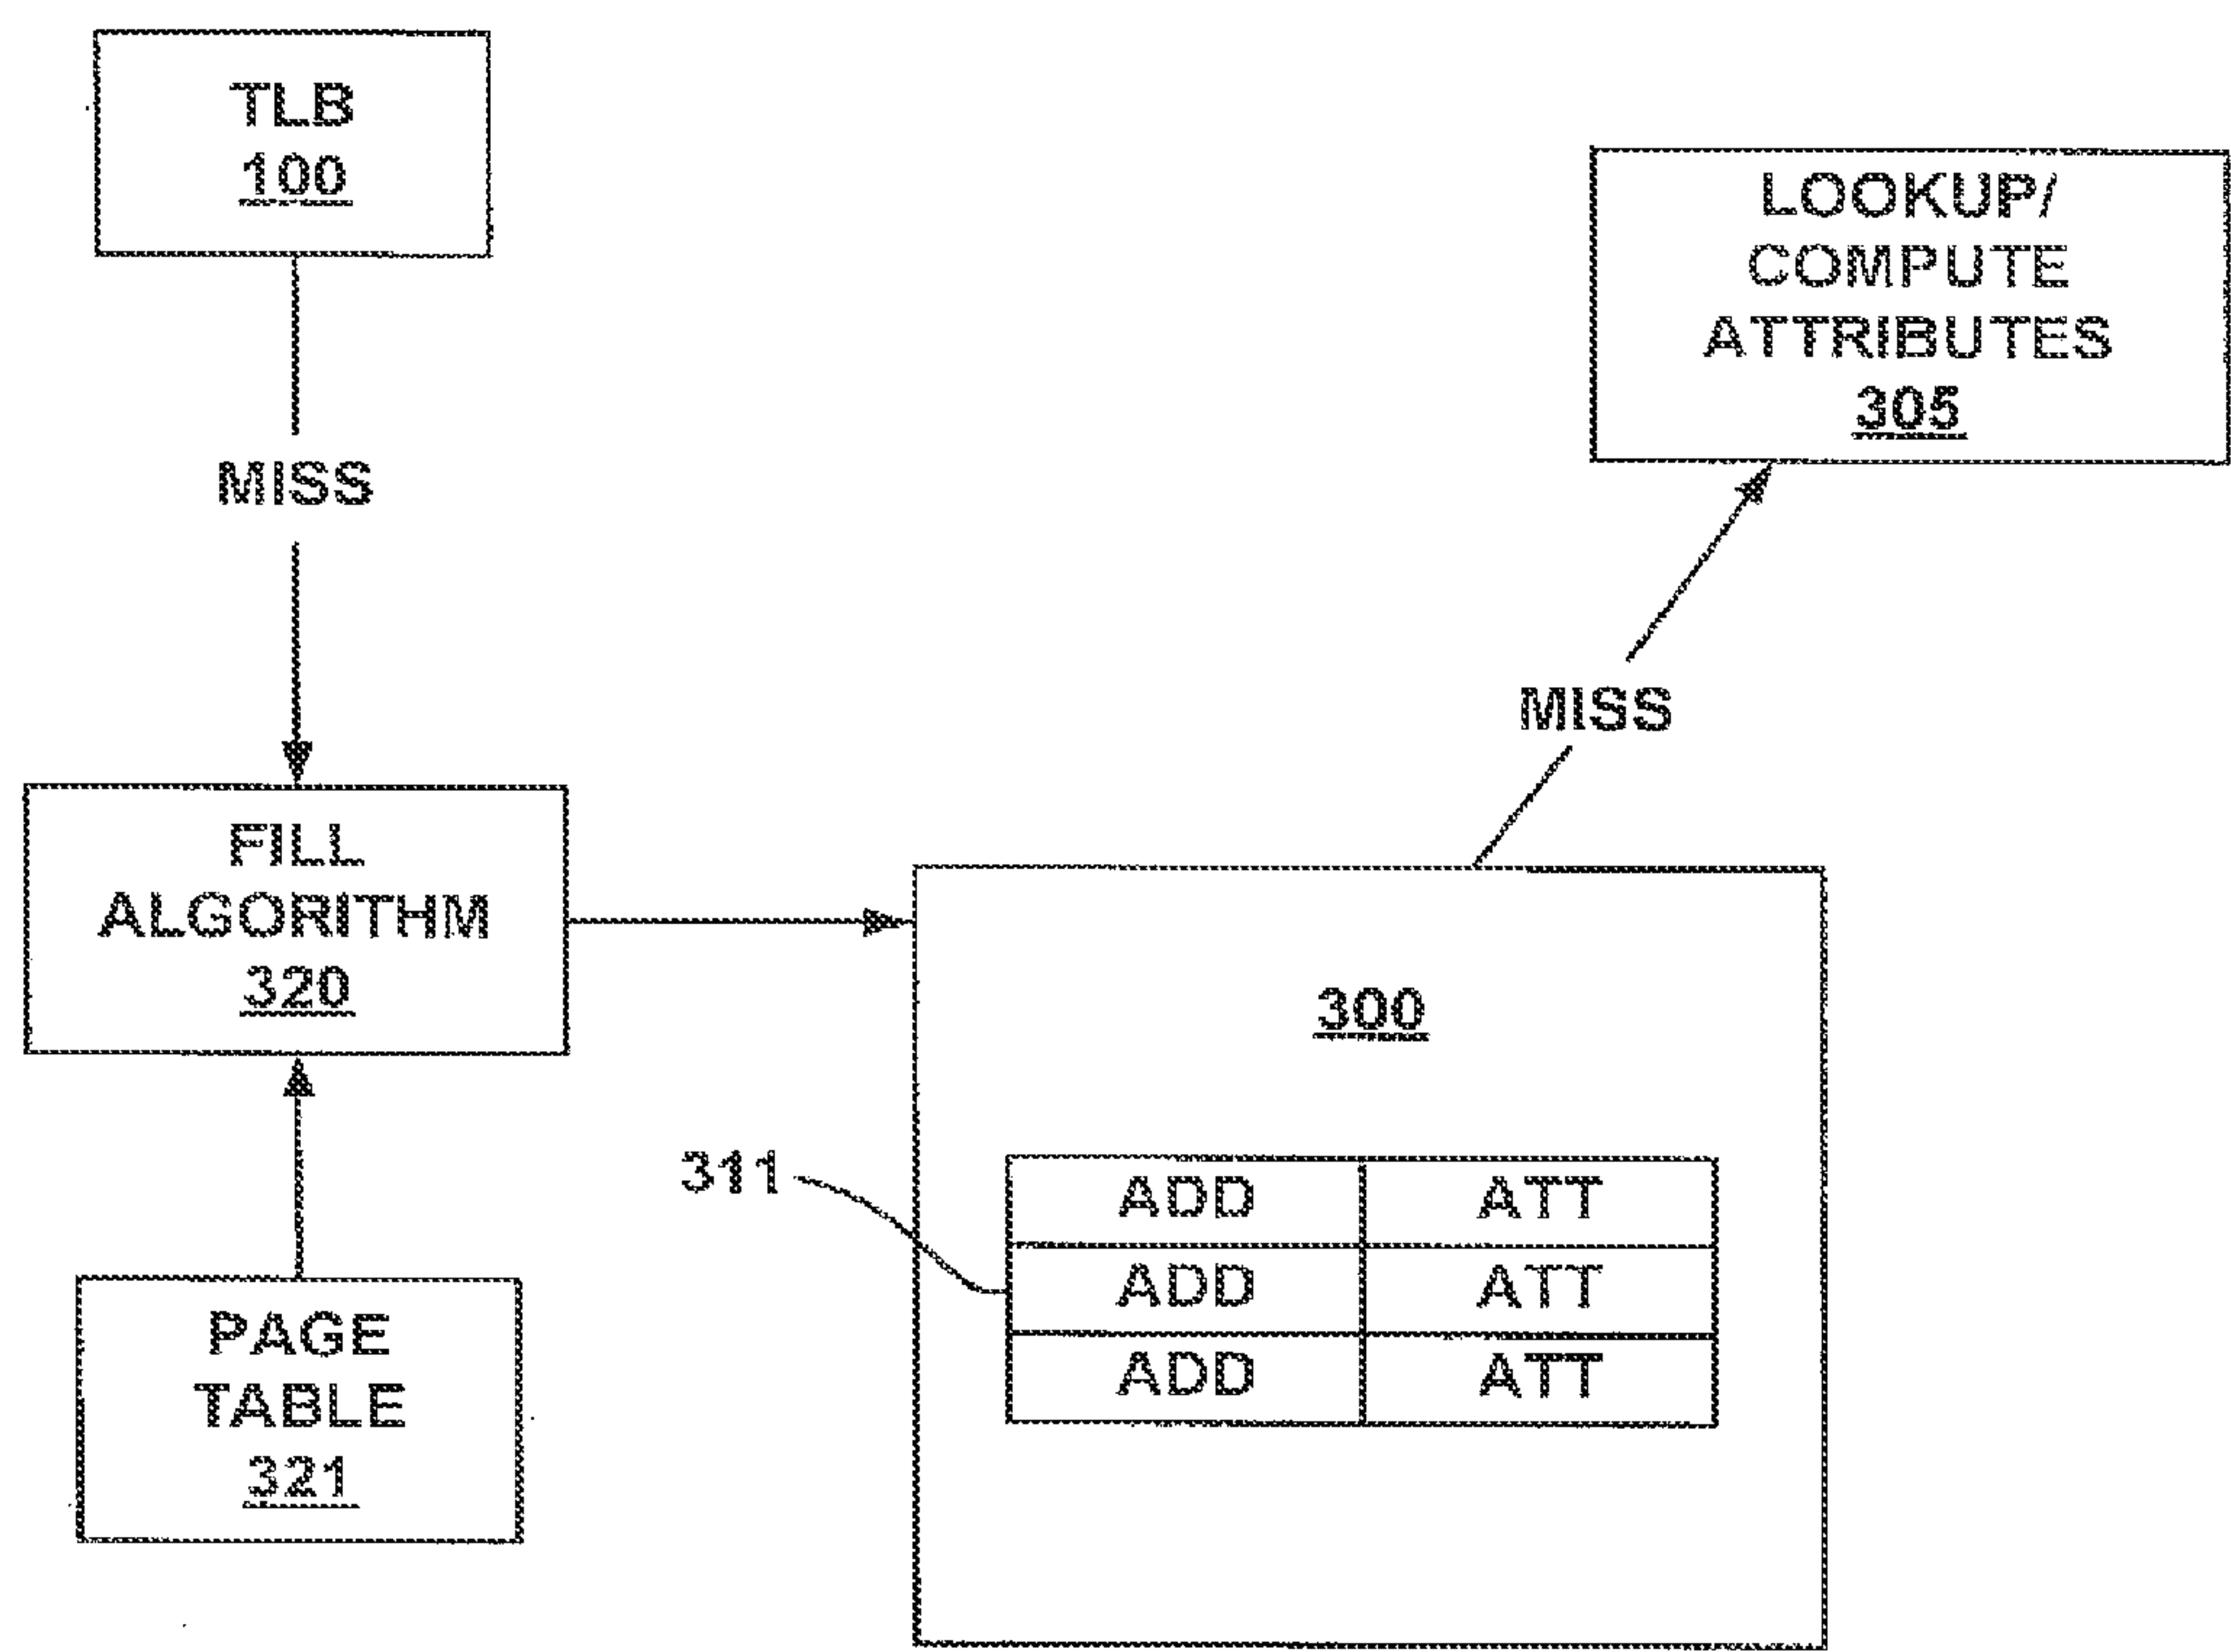 TLB
100
MISS
LOOKUP/
COMPUTE
ATTRIBUTES
305
MISS
FILL
ALGORITHM
320
300
311
ADD ATT
ADD ATT
ADD ATT
PAGE
TABLE
321